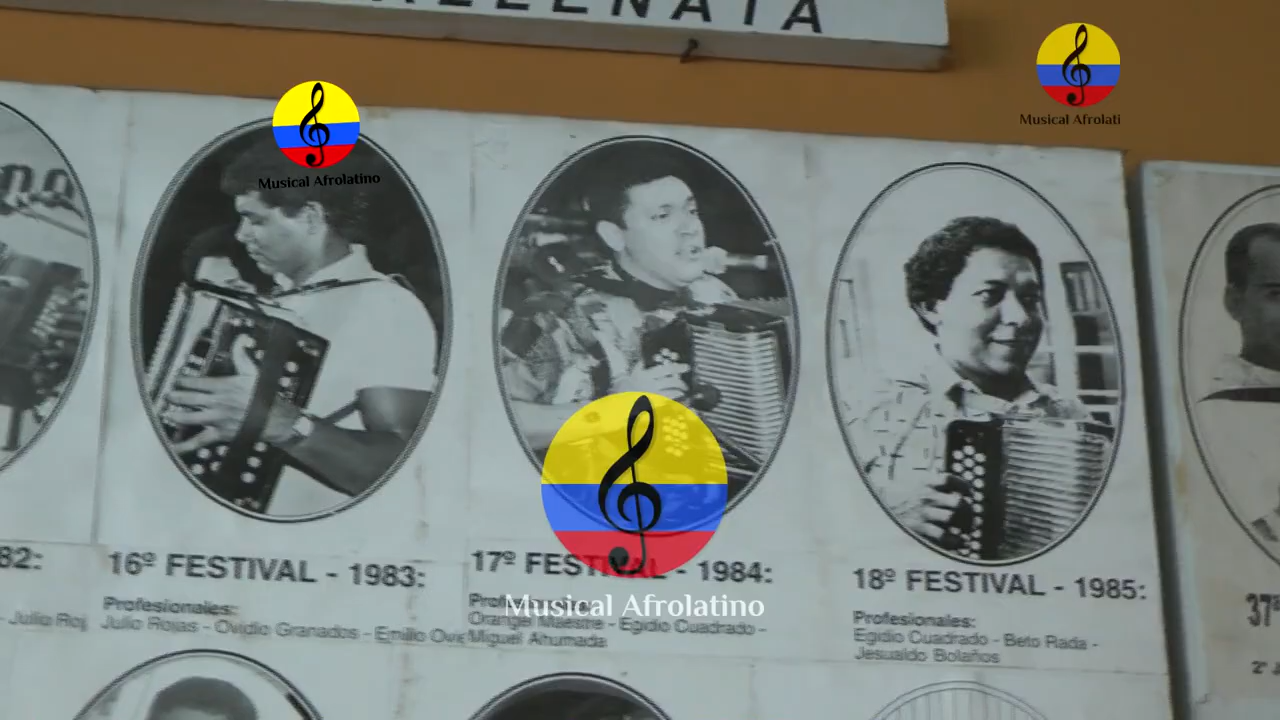 Musical Afrolati
Musical Afrolatino
16º FESTIVAL - 1983:
Profesionales:
Julio Rojas - Ovidio Granados - Emilio Ovie
17º FESTIVAL - 1984:
Orangel Maestre - Egidio Cuadrado -
Miguel Ahumada
Musical Afrolatino
18º FESTIVAL - 1985:
Profesionales:
Egidio Cuadrado - Beto Rada -
Jesualdo Bolaños
82:
- Julio Roj
37º
2º